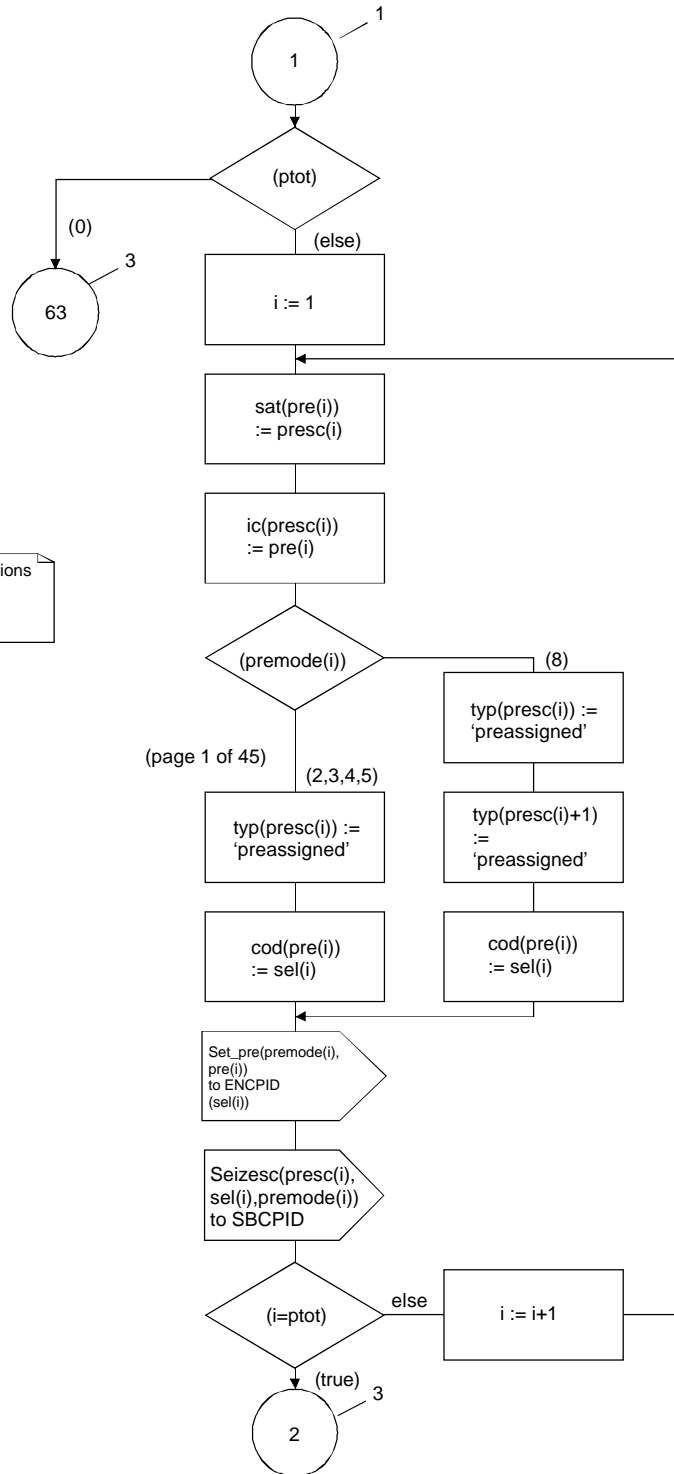 1
1
(ptot)
(0)
(else)
3
63
i := 1
sat(pre(i))
:= presc(i)
ic(presc(i))
:= pre(i)
ions
(premode(i))
(8)
typ(presc(i)) :=
‘preassigned’
(page 1 of 45)
(2,3,4,5)
typ(presc(i)) :=
‘preassigned’
typ(presc(i)+1)
:=
‘preassigned’
cod(pre(i))
:= sel(i)
cod(pre(i))
:= sel(i)
Set_pre(premode(i),
pre(i))
to ENCPID
(sel(i))
Seizesc(presc(i),
sel(i),premode(i))
to SBCPID
(i=ptot)
else
i := i+1
(true)
3
2